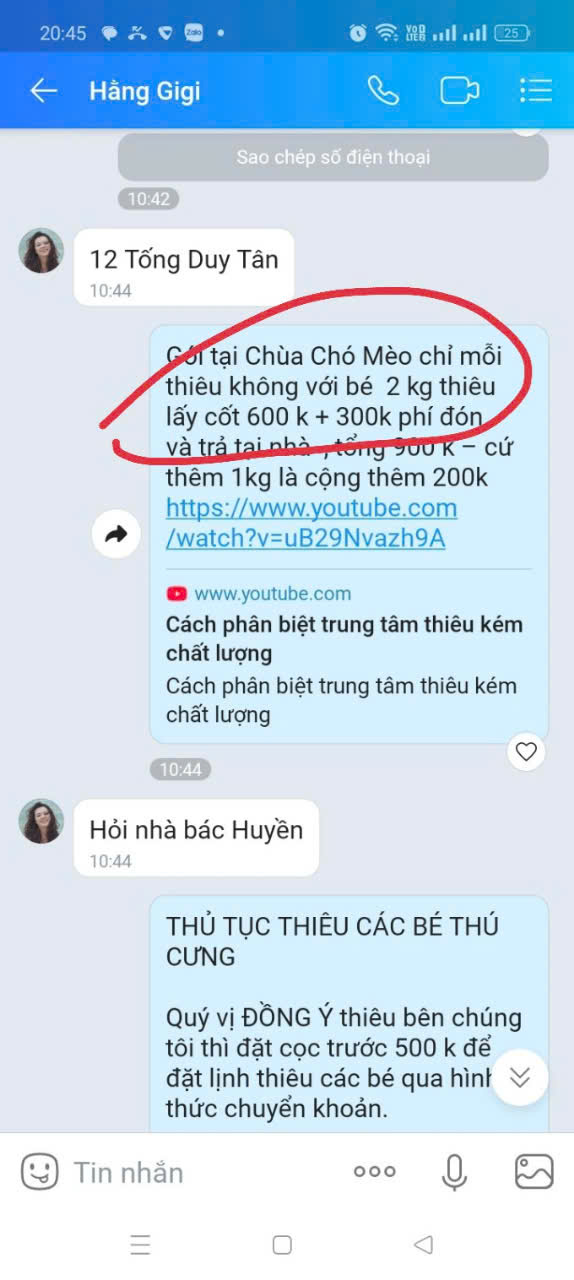 20:45
Zalo
VoD
LTED
25
Hằng Gigi
Sao chép số điện thoại
10:42
12 Tống Duy Tân
10:44
Gói tại Chùa Chó Mèo chỉ mỗi
thiêu không với bé 2 kg thiêu
lấy cốt 600 k + 300k phí đón
và trả tại nhà , tổng 900 k – cứ
thêm 1kg là cộng thêm 200k
https://www.youtube.com
/watch?v=uB29Nvazh9A
www.youtube.com
Cách phân biệt trung tâm thiêu kém
chất lượng
Cách phân biệt trung tâm thiêu kém
chất lượng
10:44
Hỏi nhà bác Huyền
10:44
THỦ TỤC THIÊU CÁC BÉ THÚ
CƯNG
Quý vị ĐỒNG Ý thiêu bên chúng
tôi thì đặt cọc trước 500 k để
đặt lịnh thiêu các bé qua hình
thức chuyển khoản.
Tin nhắn